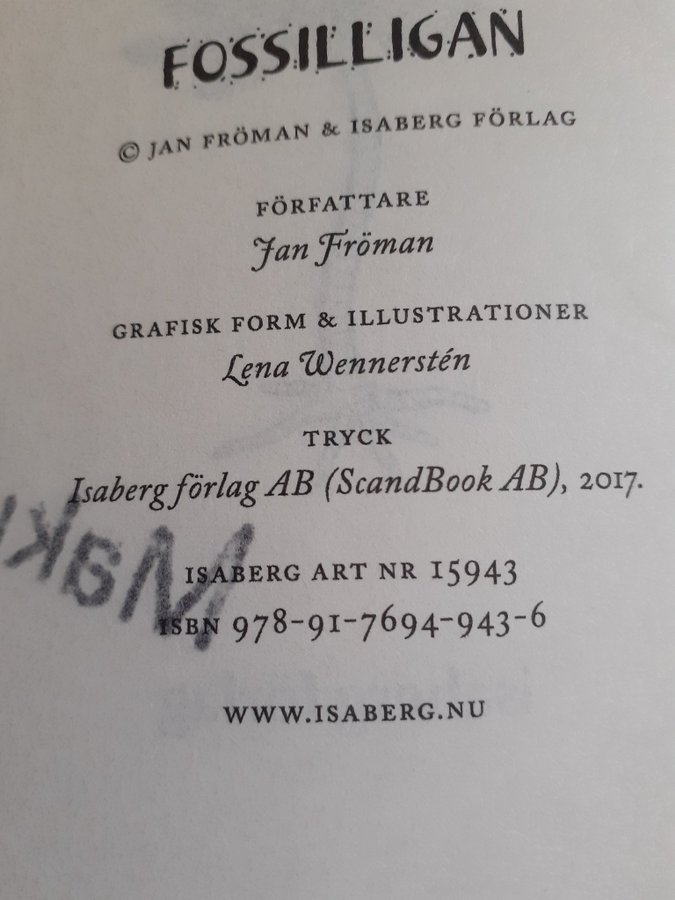 FOSSILLIGAN
© JAN FRÖMAN & ISABERG FÖRLAG
FÖRFATTARE
Jan Fröman
GRAFISK FORM & ILLUSTRATIONER
Lena Wennerstén
TRYCK
Isaberg förlag AB (ScandBook AB), 2017.
ISABERG ART NR 15943
ISBN 978-91-7694-943-6
WWW.ISABERG.NU